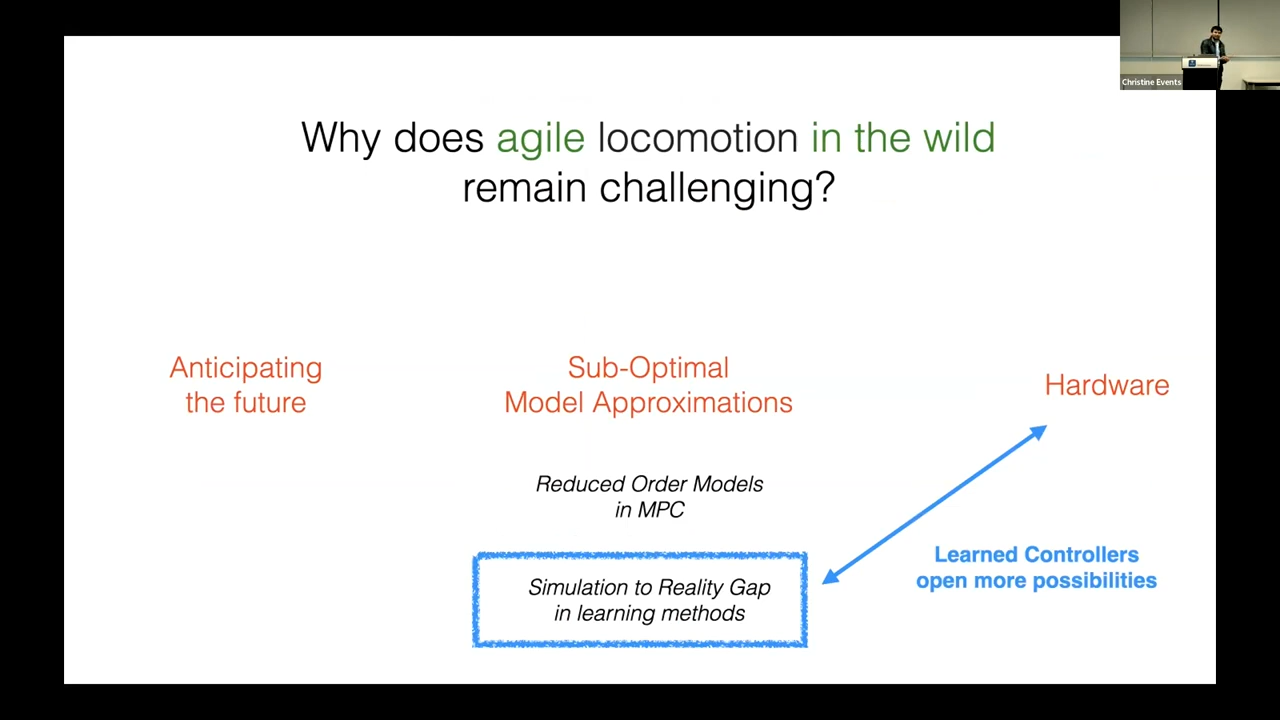 Christine Events
Why does agile locomotion in the wild
remain challenging?
Anticipating
the future
Sub-Optimal
Model Approximations
Hardware
Reduced Order Models
in MPC
Simulation to Reality Gap
in learning methods
Learned Controllers
open more possibilities